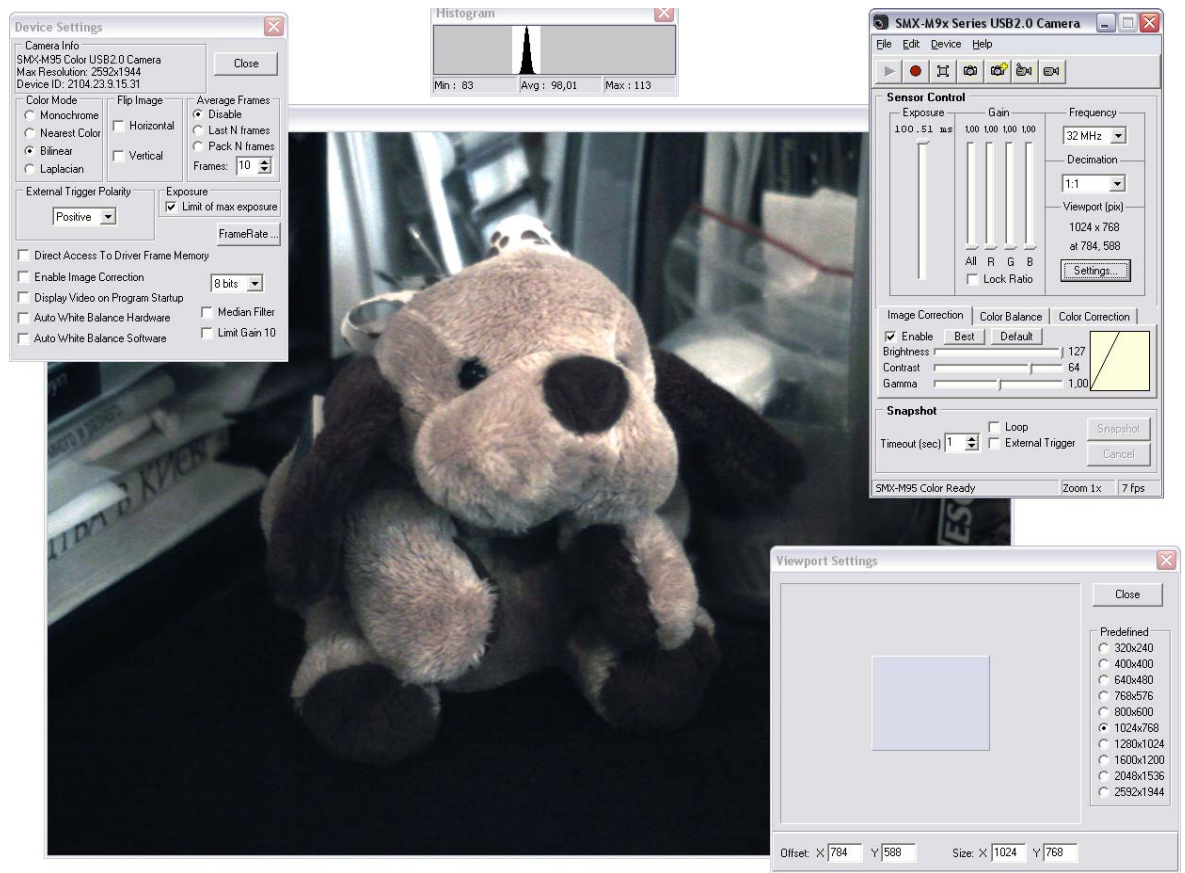 Device Settings
Camera Info
SMX-M95 Color USB2.0 Camera
Max Resolution: 2592x1944
Device ID: 2104.23.9.15.31
Close
Color Mode
Monochrome
Nearest Color
Bilinear
Laplacian
Flip Image
Horizontal
Vertical
Average Frames
Disable
Last N frames
Pack N frames
Frames: 10
External Trigger Polarity
Positive
Exposure
Limit of max exposure
FrameRate ...
Direct Access To Driver Frame Memory
Enable Image Correction
8 bits
Display Video on Program Startup
Auto White Balance Hardware
Median Filter
Auto White Balance Software
Limit Gain 10
Histogram
Min : 83
Avg : 98,01
Max : 113
SMX-M9x Series USB2.0 Camera
File Edit Device Help
Sensor Control
Exposure
100.51 ms
Gain
1,00 1,00 1,00 1,00
All R G B
Lock Ratio
Frequency
32 MHz
Decimation
1:1
Viewport (pix)
1024 x 768
at 784, 588
Settings...
Image Correction Color Balance Color Correction
Enable Best Default
Brightness 127
Contrast 64
Gamma 1,00
Snapshot
Timeout (sec) 1
Loop
External Trigger
Snapshot
Cancel
SMX-M95 Color Ready Zoom 1x 7 fps
Viewport Settings
Close
Predefined
320x240
400x400
640x480
768x576
800x600
1024x768
1280x1024
1600x1200
2048x1536
2592x1944
Offset: X 784 Y 588 Size: X 1024 Y 768